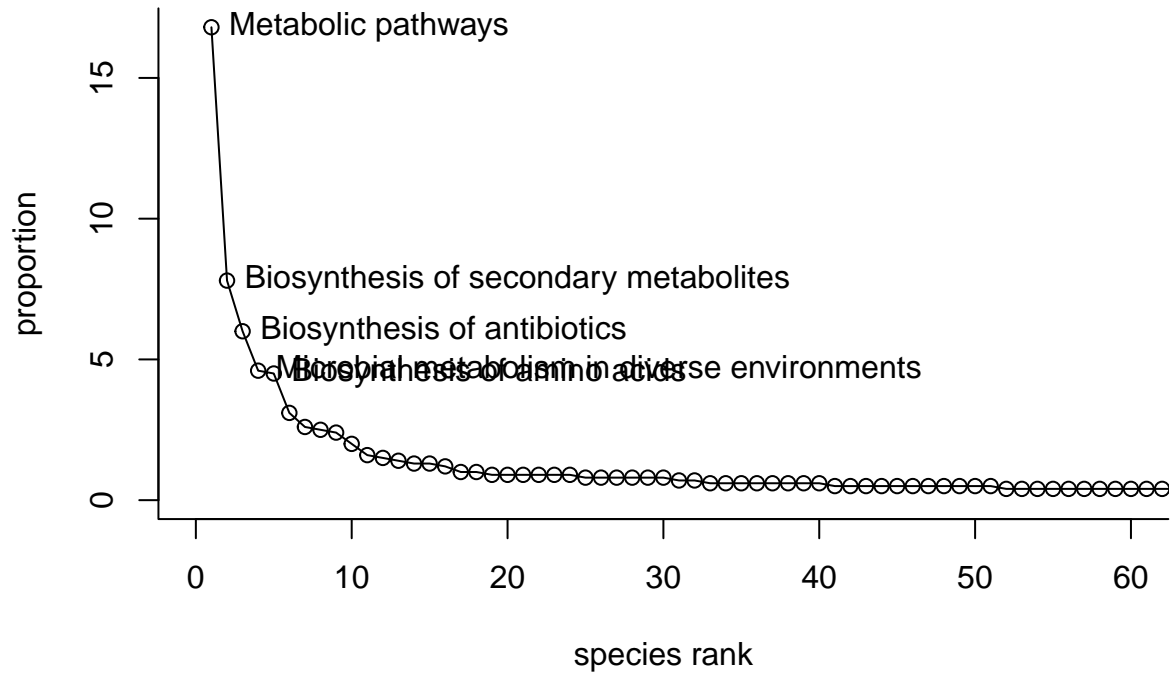 Metabolic pathways
15
10
Biosynthesis of secondary metabolites
Biosynthesis of antibiotics
5
Microbial metabolism in diverse environments
Biosynthesis of amino acids
0
proportion
0 10 20 30 40 50 60
species rank